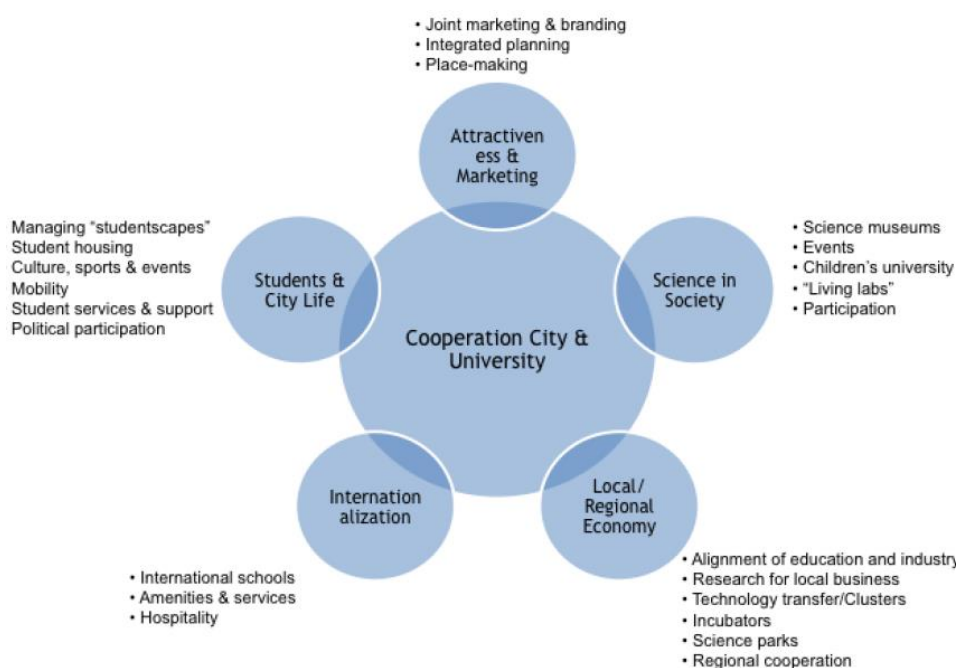 • Joint marketing & branding
• Integrated planning
• Place-making
Attractiven
ess &
Marketing
Managing “studentscapes”
Student housing
Culture, sports & events
Mobility
Student services & support
Political participation
Students &
City Life
• Science museums
• Events
• Children’s university
• “Living labs”
• Participation
Science in
Society
Cooperation City &
University
Internation
alization
• International schools
• Amenities & services
• Hospitality
Local/
Regional
Economy
• Alignment of education and industry
• Research for local business
• Technology transfer/Clusters
• Incubators
• Science parks
• Regional cooperation